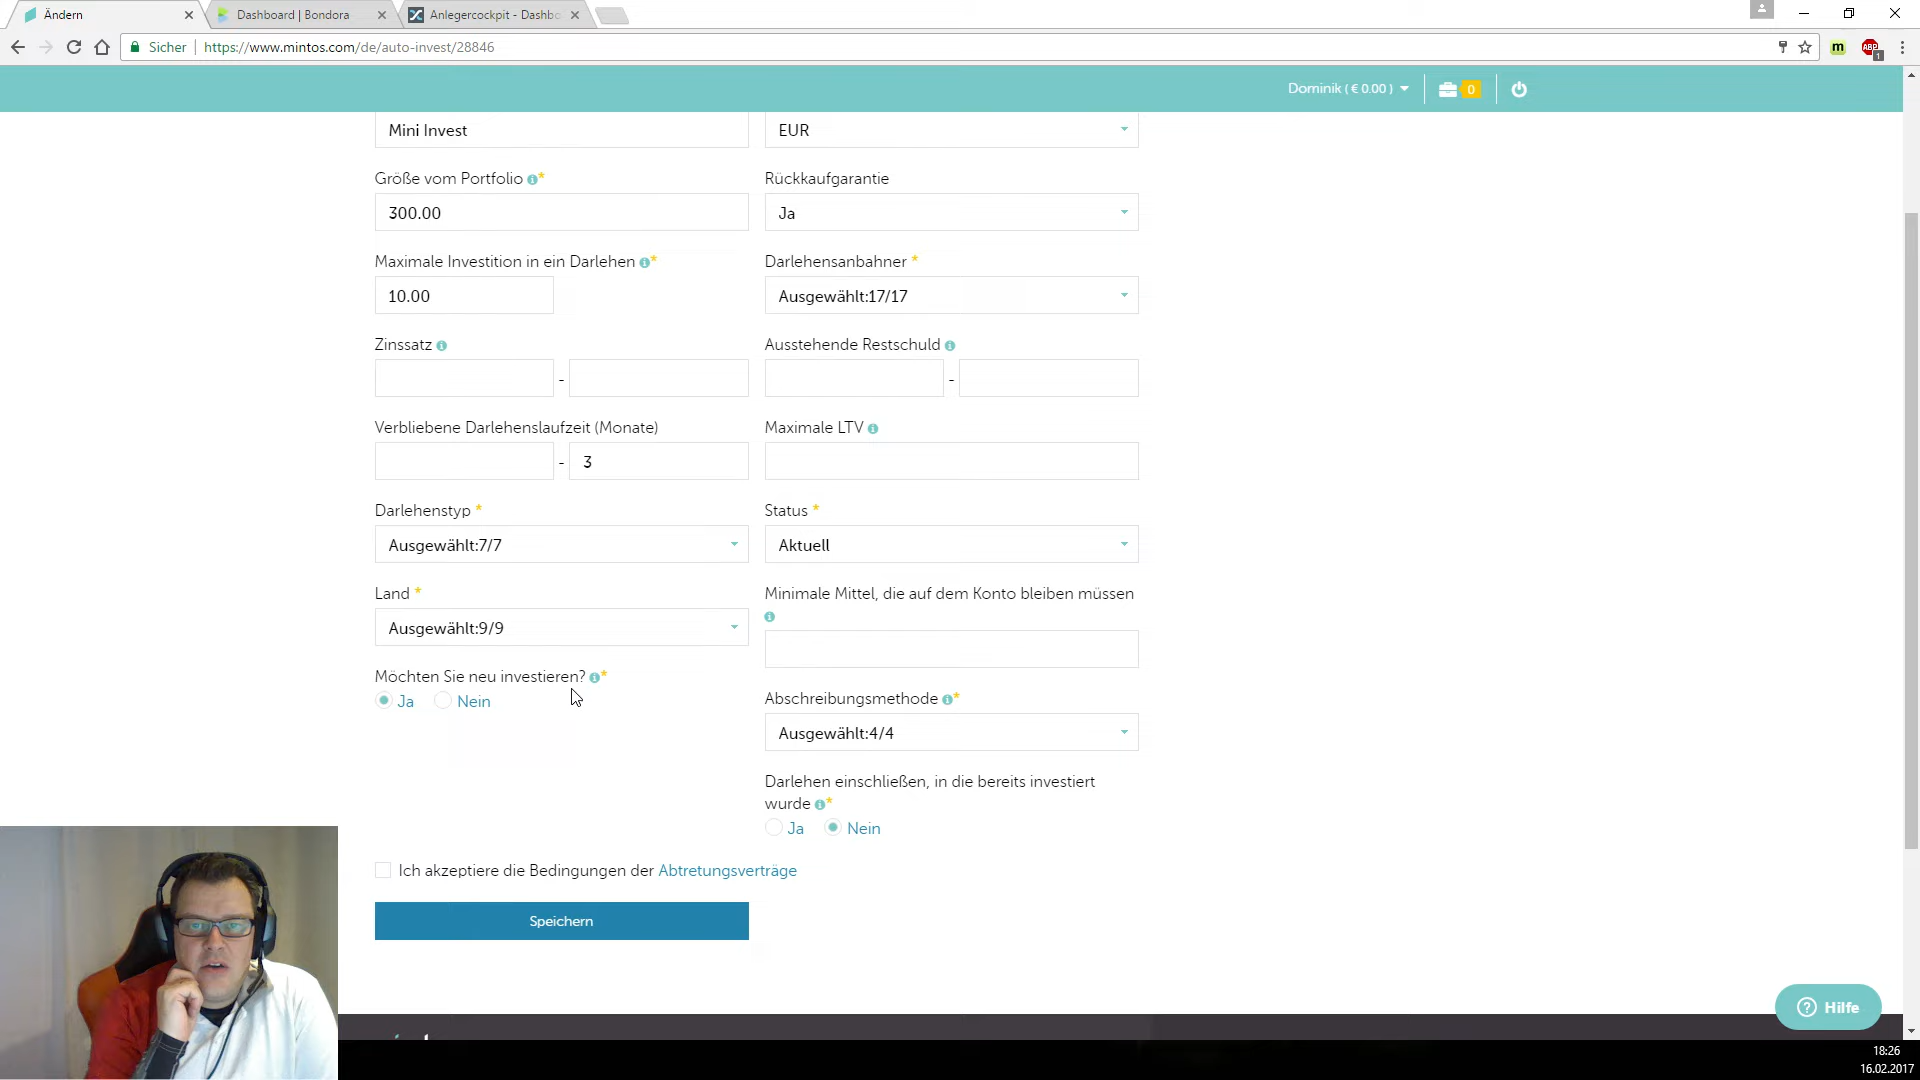 Ändern
Dashboard | Bondora
Anlegercockpit - Dashbo
Sicher
https://www.mintos.com/de/auto-invest/28846
m
ABP
1
Dominik ( € 0.00 )
0
Mini Invest
EUR
Größe vom Portfolio *
Rückkaufgarantie
300.00
Ja
Maximale Investition in ein Darlehen *
Darlehensanbahner *
10.00
Ausgewählt:17/17
Zinssatz
Ausstehende Restschuld
-
-
Verbliebene Darlehenslaufzeit (Monate)
Maximale LTV
- 3
Darlehenstyp *
Status *
Ausgewählt:7/7
Aktuell
Land *
Minimale Mittel, die auf dem Konto bleiben müssen
Ausgewählt:9/9
Möchten Sie neu investieren? *
Ja Nein
Abschreibungsmethode *
Ausgewählt:4/4
Darlehen einschließen, in die bereits investiert
wurde *
Ja Nein
Ich akzeptiere die Bedingungen der Abtretungsverträge
Speichern
Hilfe
18:26
16.02.2017